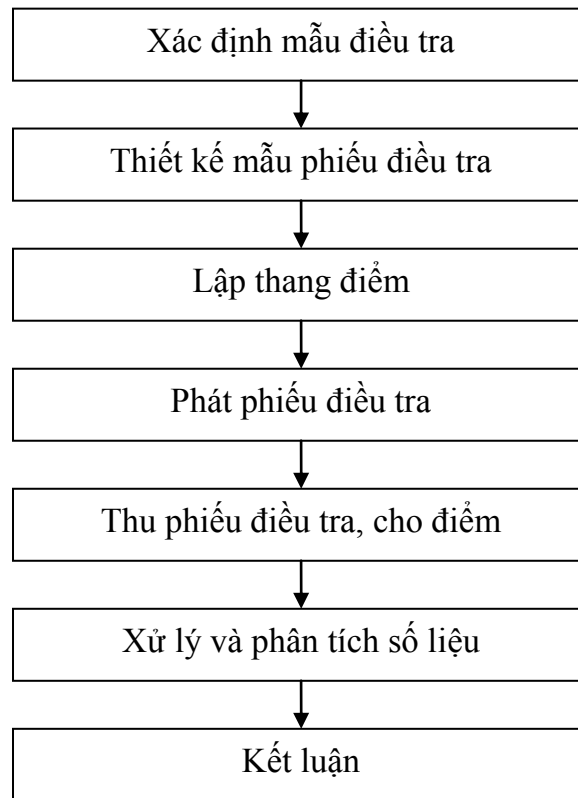 Xác định mẫu điều tra
Thiết kế mẫu phiếu điều tra
Lập thang điểm
Phát phiếu điều tra
Thu phiếu điều tra, cho điểm
Xử lý và phân tích số liệu
Kết luận